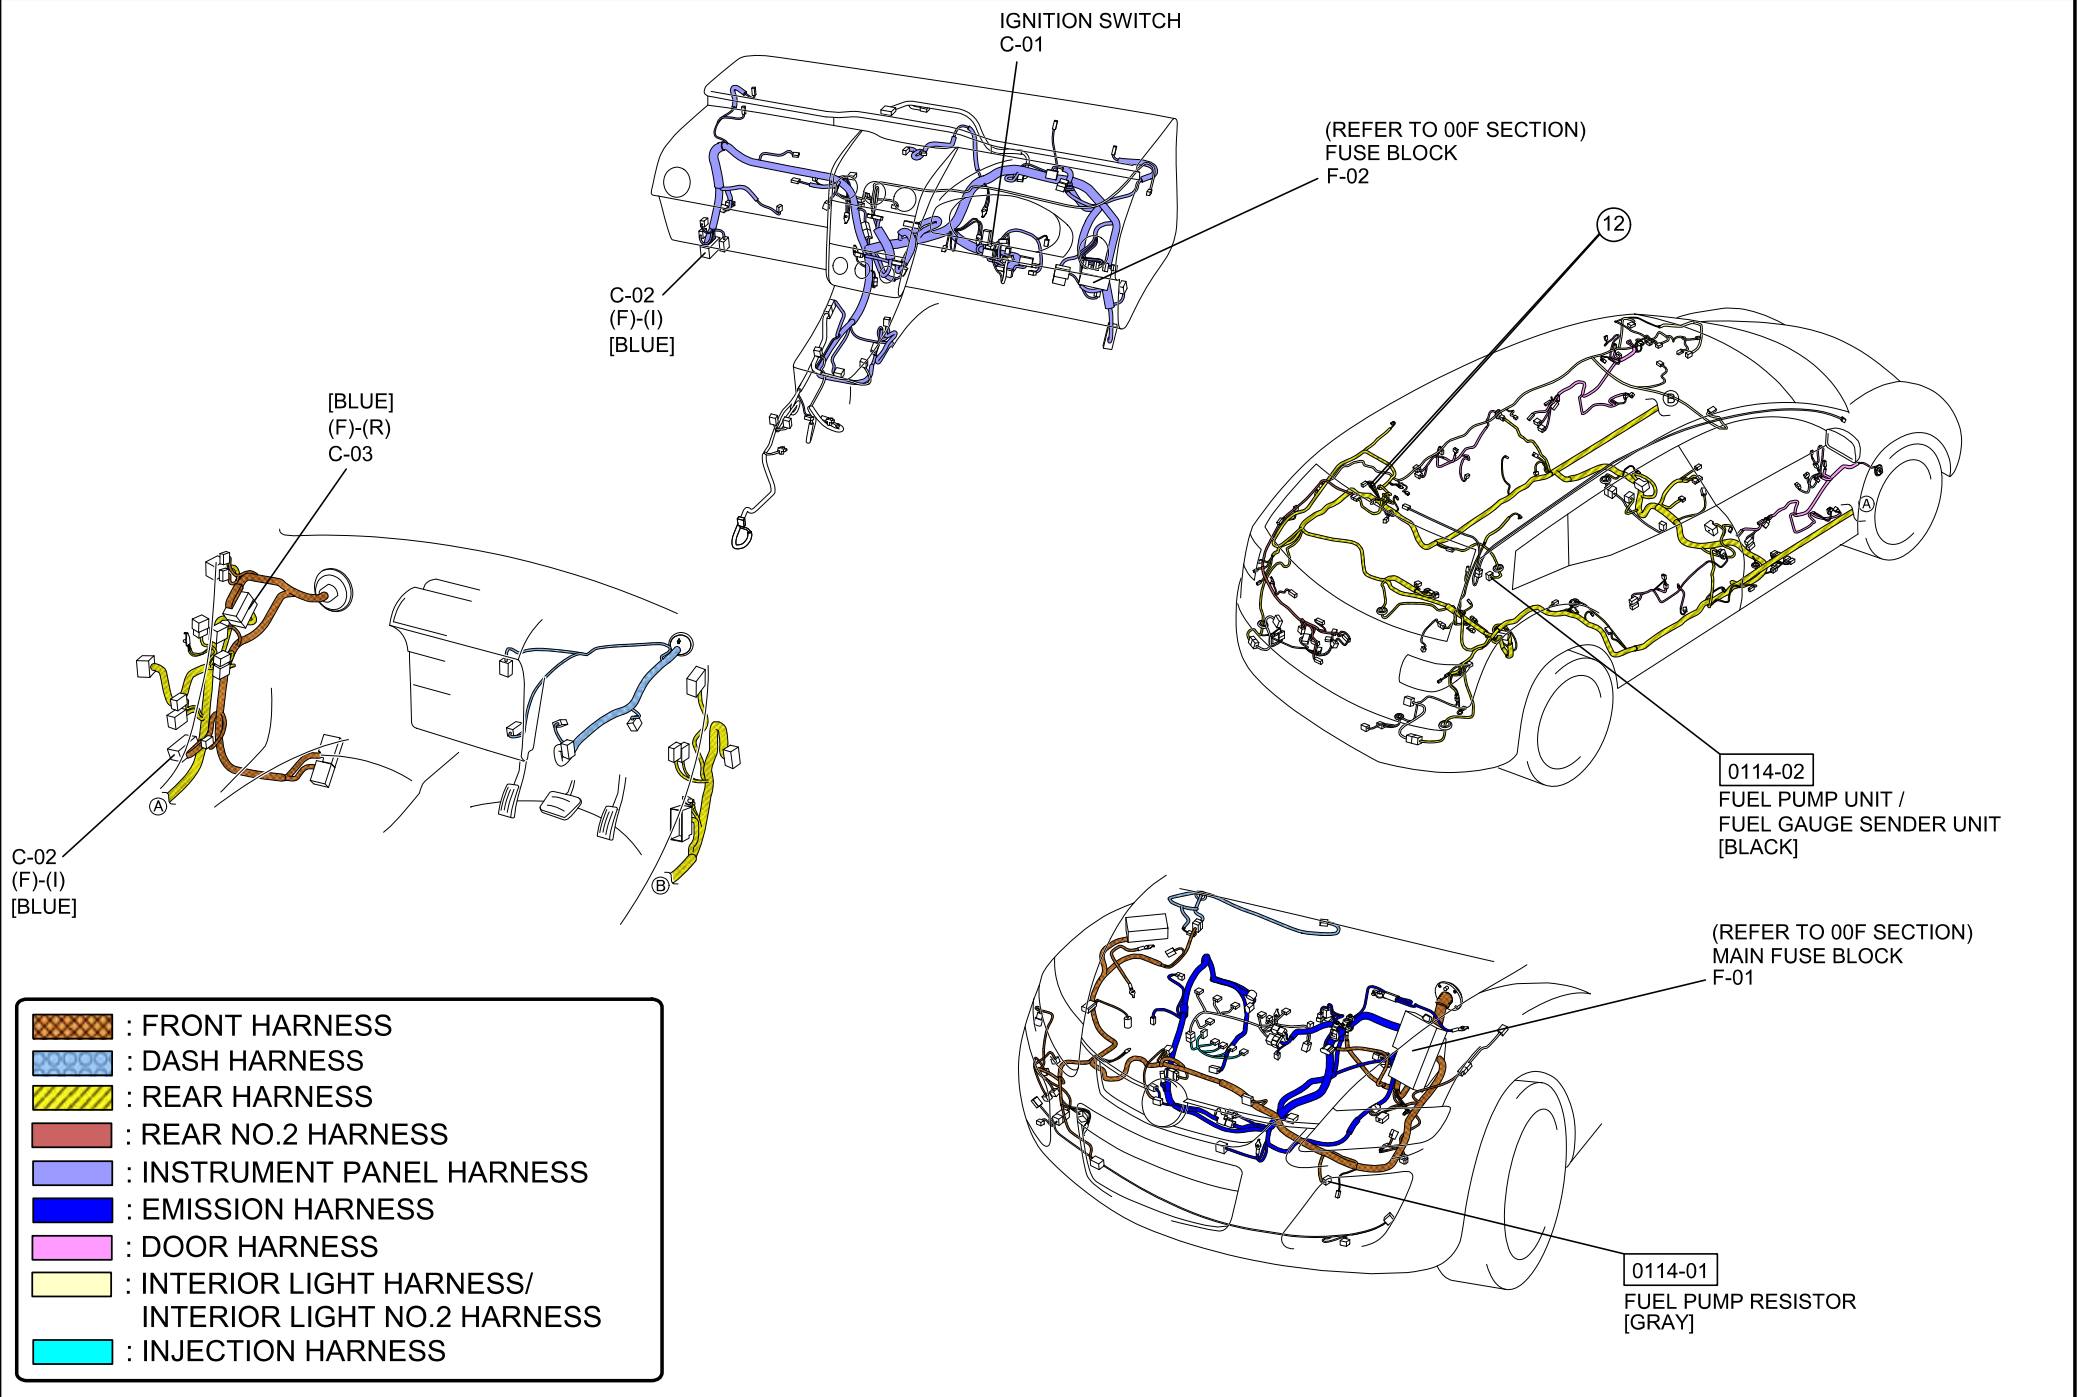 IGNITION SWITCH
C-01
(REFER TO 00F SECTION)
FUSE BLOCK
F-02
12
C-02
(F)-(I)
[BLUE]
B
A
[BLUE]
(F)-(R)
C-03
A
B
C-02
(F)-(I)
[BLUE]
0114-02
FUEL PUMP UNIT /
FUEL GAUGE SENDER UNIT
[BLACK]
(REFER TO 00F SECTION)
MAIN FUSE BLOCK
F-01
0114-01
FUEL PUMP RESISTOR
[GRAY]
: FRONT HARNESS
: DASH HARNESS
: REAR HARNESS
: REAR NO.2 HARNESS
: INSTRUMENT PANEL HARNESS
: EMISSION HARNESS
: DOOR HARNESS
: INTERIOR LIGHT HARNESS/
INTERIOR LIGHT NO.2 HARNESS
: INJECTION HARNESS